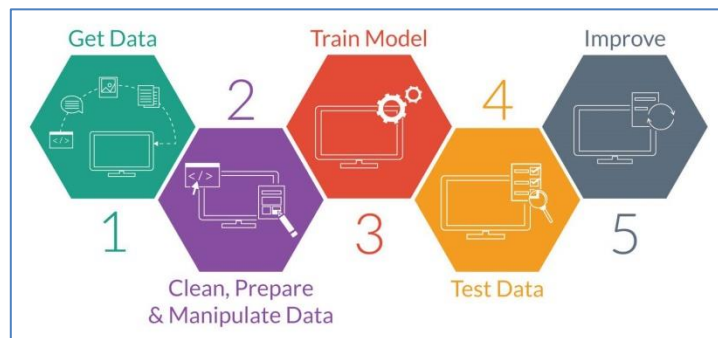 Get Data
1
2
Clean, Prepare
& Manipulate Data
Train Model
3
4
Test Data
Improve
5
</>
</>